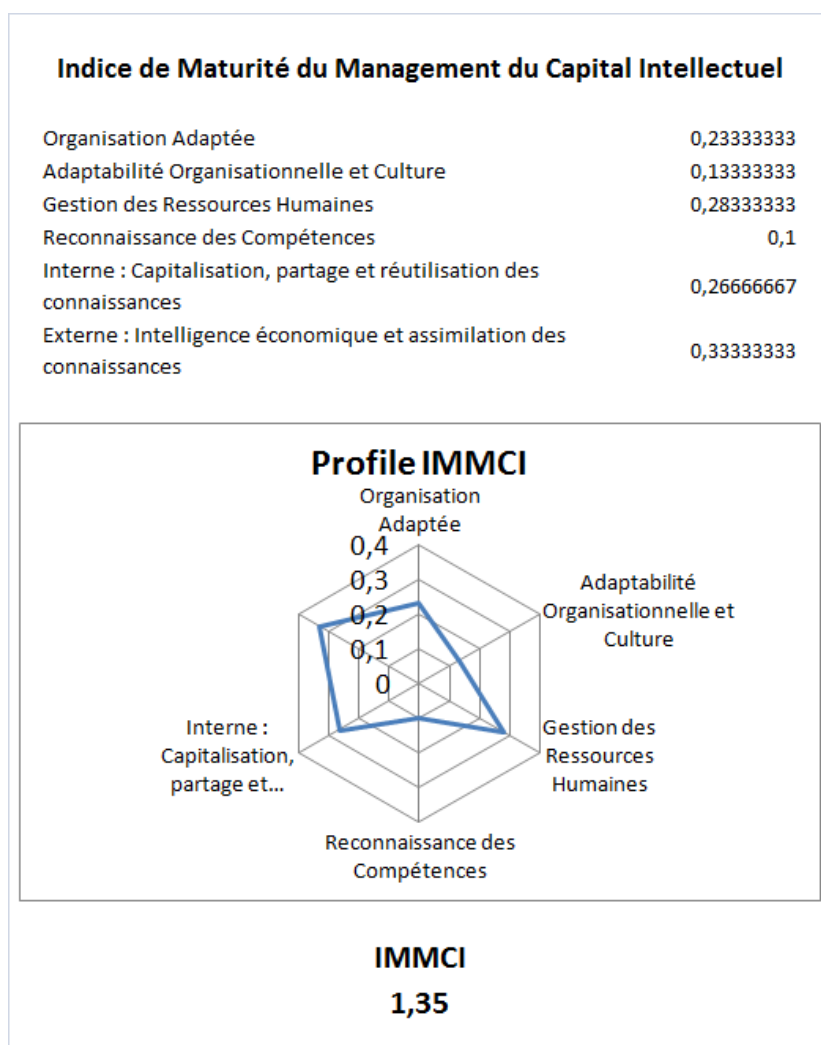 Indice de Maturité du Management du Capital Intellectuel
Organisation Adaptée 0,23333333
Adaptabilité Organisationnelle et Culture 0,13333333
Gestion des Ressources Humaines 0,28333333
Reconnaissance des Compétences 0,1
Interne : Capitalisation, partage et réutilisation des
connaissances 0,26666667
Externe : Intelligence économique et assimilation des
connaissances 0,33333333
Profile IMMCI
Organisation
Adaptée
0,4
0,3
0,2
0,1
0
Adaptabilité
Organisationnelle et
Culture
Gestion des
Ressources
Humaines
Reconnaissance des
Compétences
Interne :
Capitalisation,
partage et...
IMMCI
1,35